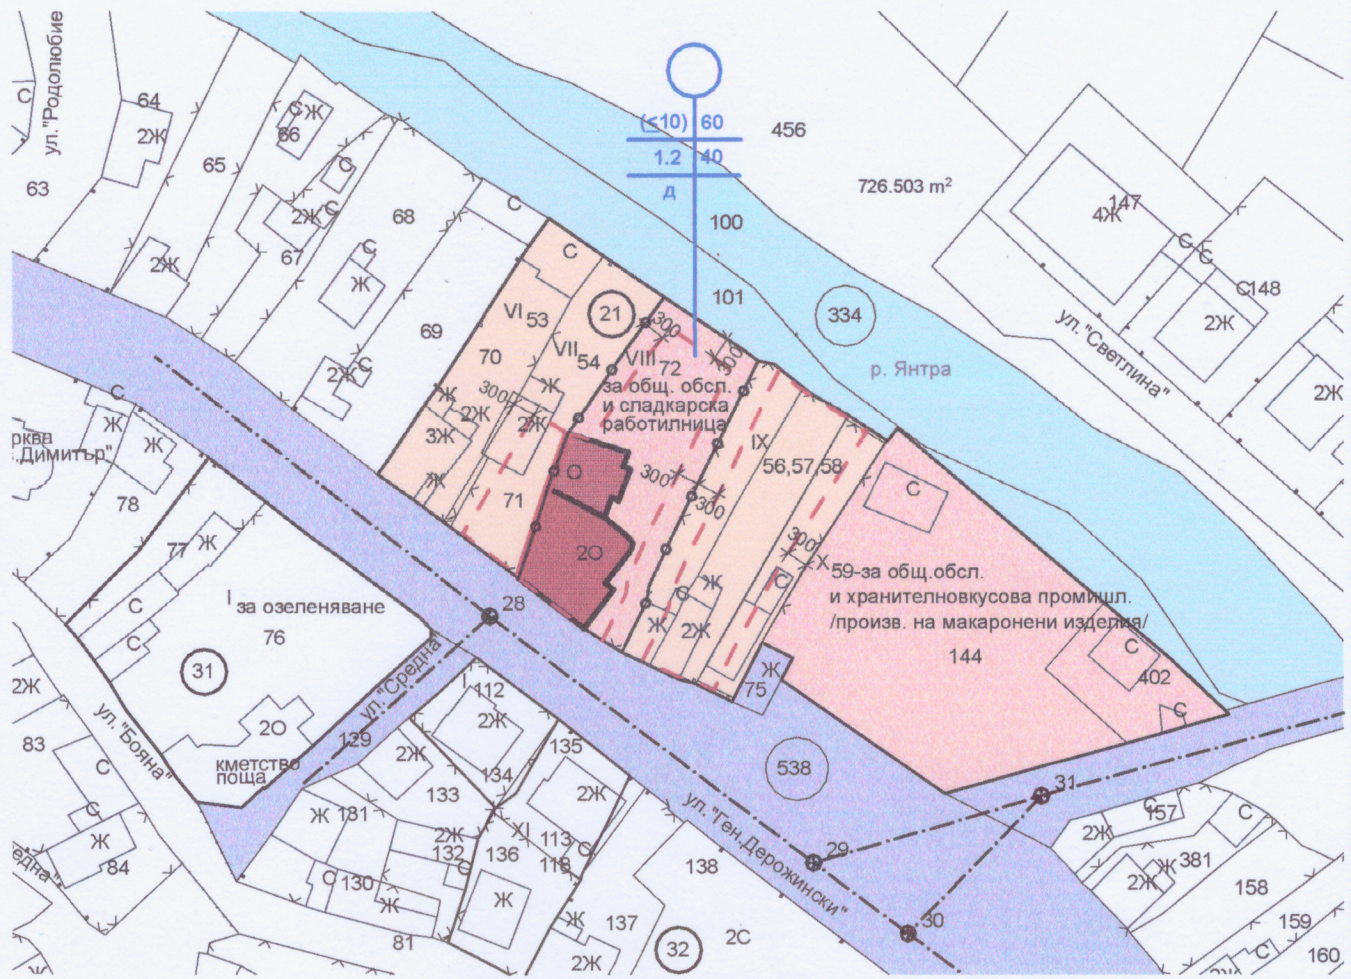 ул."Родолюбие
С
64
2Ж
63
65
66
С Ж
С
2Ж С
67
68
С
Ж
2Ж
69
2Ж С
С
(≤10) 60
1.2 40
д
456
726.503 m²
100
101
334
р. Янтра
147
4Ж
С
С
С148
2Ж
2Ж
ул."Светлина"
С
VI 53
21
VII 54
70
Ж
2Ж
3Ж
Ж
300
Ж
2Ж
71
300
300
VIII 72
за общ. обсл.
и сладкарска
работилница
О
2О
300
300
IX
56,57,58
300
С
Ж
С
Ж
2Ж
С
X
59-за общ.обсл.
и хранителновкусова промишл.
/произв. на макаронени изделия/
144
С
402
С
Ж
75
538
рква
.Димитър"
С
Ж
Ж
78
77
Ж
С
С
I за озеленяване
76
31
2О
кметство
поща
28
ул."Средна"
129
ул."Бояна"
2Ж
83
С
С
Ж
84
една"
I
112
2Ж
134
135
2Ж
133
2Ж
Ж 181
2Ж
132
С
130
С
Ж
136
XI
113
118
С
Ж
81
Ж
2Ж
137
138
32
2С
ул."Ген.Дерожински"
29
30
31
157
С
2Ж
С
381
Ж
2Ж
158
159
С
2Ж
160
Ж